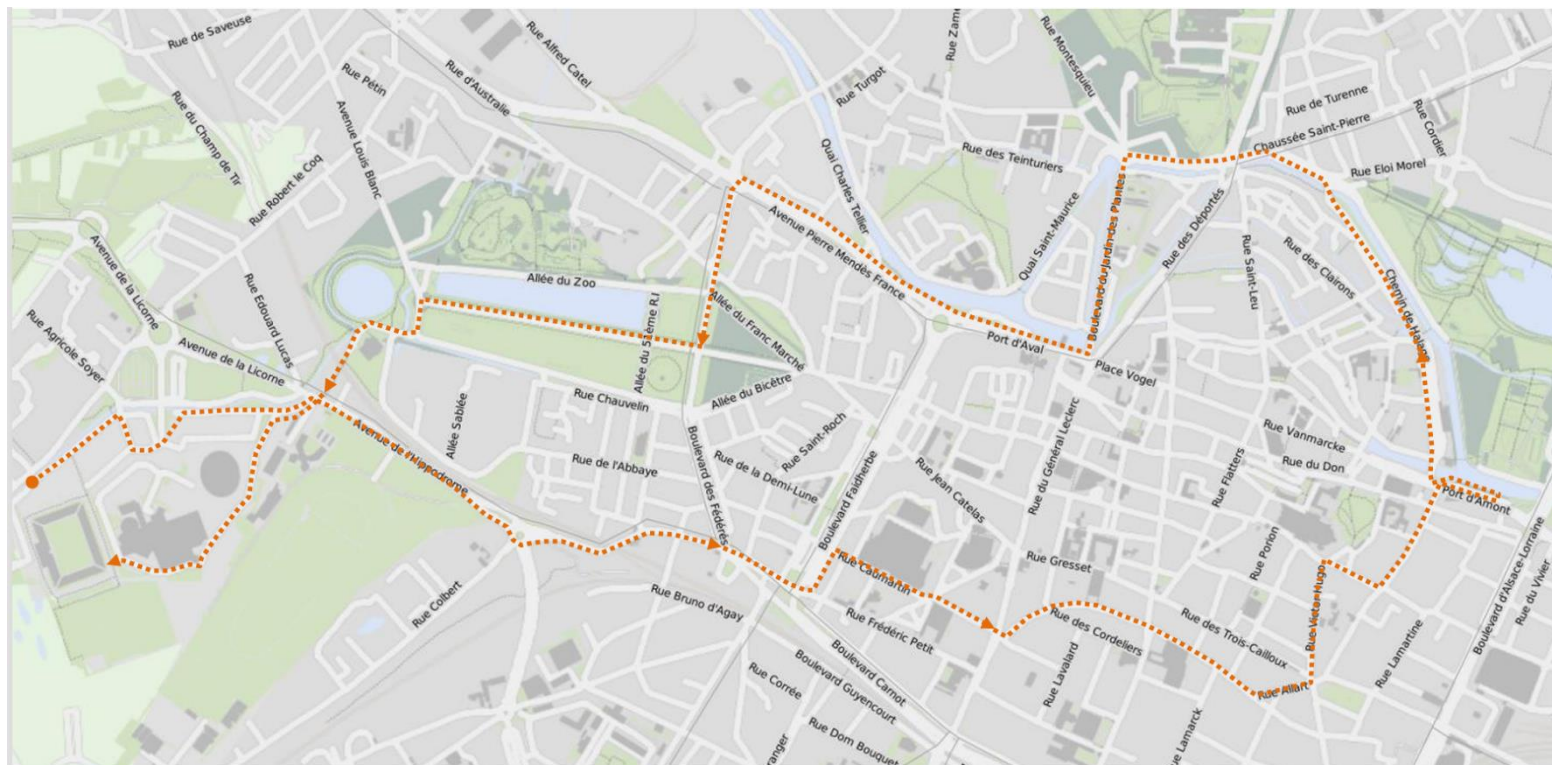 Rue de Saveuse
Rue Alfred Catel
Rue Zame
Rue Montesquieu
Rue Pétin
Rue d'Australie
Rue Turgot
Rue de Turenne
Rue du Champ de Tir
Avenue Louis Blanc
Rue Cordier
Chaussée Saint-Pierre
Quai Charles Tellier
Rue des Teinturiers
Rue Eloi Morel
Rue Robert le Coq
Avenue Pierre Mendès France
Quai Saint-Maurice
Boulevard du Jardin des Plantes
Rue des Déportés
Rue Saint-Leu
Rue des Clairons
Avenue de la Licorne
Allée du Zoo
Rue Edouard Lucas
Allée du Franc Marché
Chemin de Halage
Rue Agricole Soyer
Allée du 51ème R.I
Port d'Aval
Avenue de la Licorne
Place Vogel
Allée du Bicêtre
Rue Chauvelin
Allée Sablée
Avenue de l'Hippodrome
Rue Saint-Roch
Rue du Général Leclerc
Rue Vanmarcke
Rue du Don
Rue de l'Abbaye
Boulevard des Fédérés
Rue de la Demi-Lune
Boulevard Faidherbe
Rue Jean Catelas
Rue Flatters
Port d'Amont
Rue Caumartin
Rue Gresset
Rue Porion
Boulevard d'Alsace-Lorraine
Rue du Vivier
Rue Colbert
Rue Bruno d'Agay
Rue Frédéric Petit
Rue des Cordeliers
Rue des Trois-Cailloux
Rue Victor Hugo
Rue Lamartine
Boulevard Carnot
Rue Lavalard
Rue Allart
Rue Corrée
Boulevard Guyencourt
Rue Lamarck
Rue Dom Bouquet
ranger